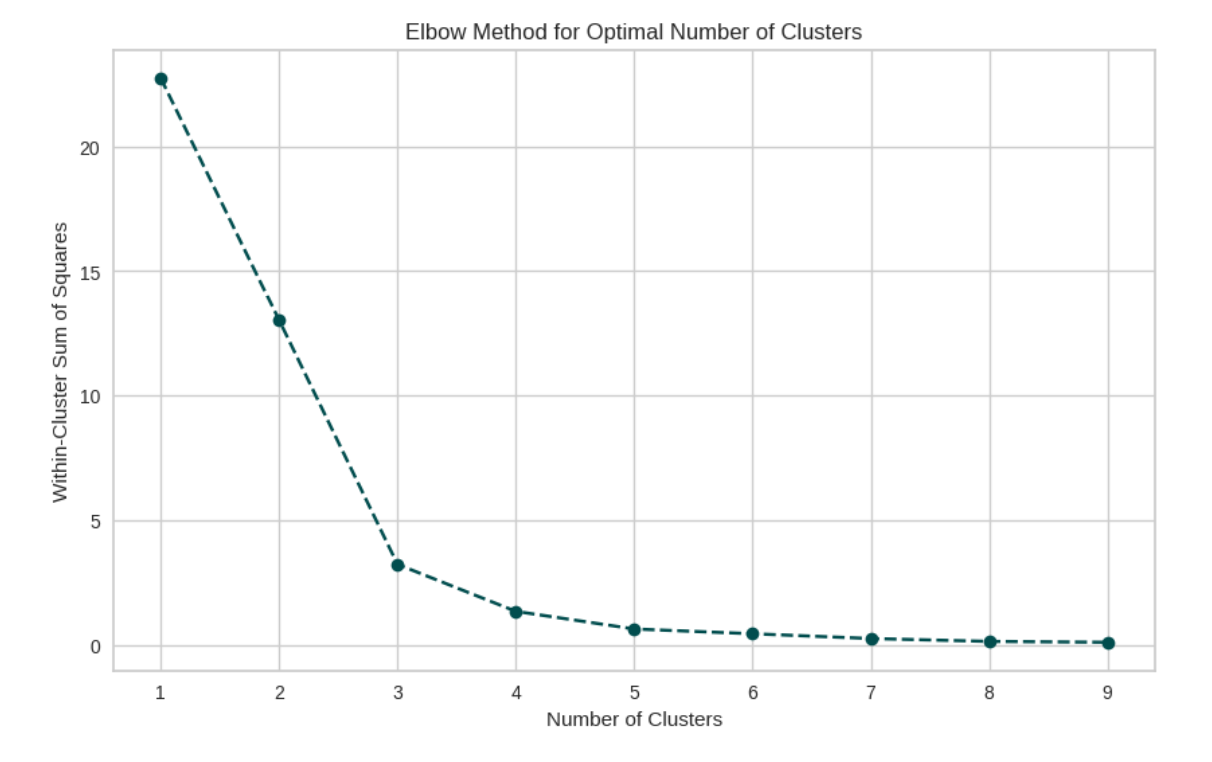 Elbow Method for Optimal Number of Clusters
Within-Cluster Sum of Squares
20
15
10
5
0
1 2 3 4 5 6 7 8 9
Number of Clusters